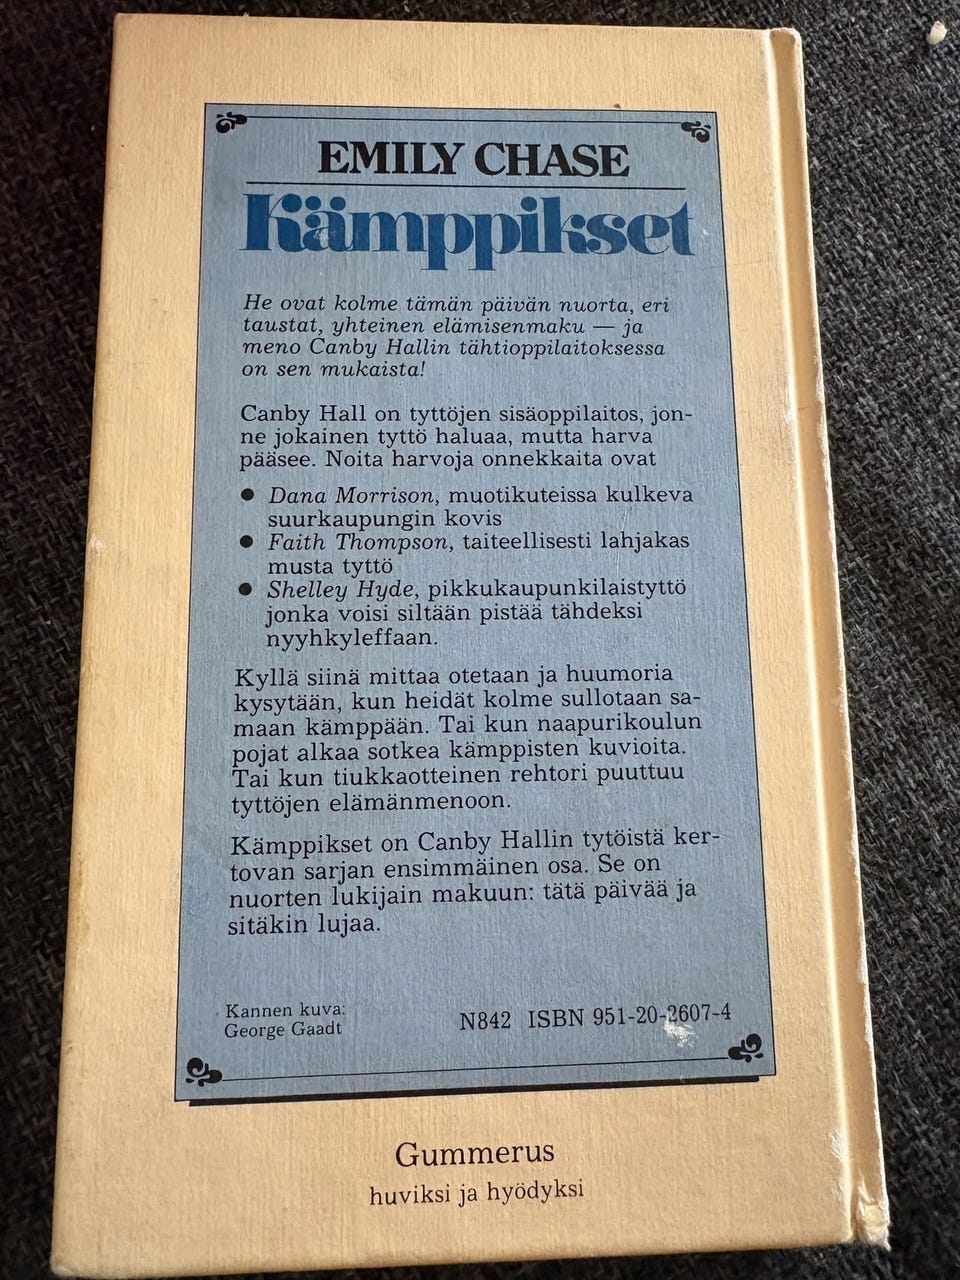 EMILY CHASE
Kämppikset
He ovat kolme tämän päivän nuorta, eri
taustat, yhteinen elämisenmaku — ja
meno Canby Hallin tähtioppilaitoksessa
on sen mukaista!
Canby Hall on tyttöjen sisäoppilaitos, jon-
ne jokainen tyttö haluaa, mutta harva
pääsee. Noita harvoja onnekkaita ovat
● Dana Morrison, muotikuteissa kulkeva
suurkaupungin kovis
● Faith Thompson, taiteellisesti lahjakas
musta tyttö
● Shelley Hyde, pikkukaupunkilaistyttö
jonka voisi siltään pistää tähdeksi
nyyhkyleffaan.
Kyllä siinä mittaa otetaan ja huumoria
kysytään, kun heidät kolme sullotaan sa-
maan kämppään. Tai kun naapurikoulun
pojat alkaa sotkea kämppisten kuvioita.
Tai kun tiukkaotteinen rehtori puuttuu
tyttöjen elämänmenoon.
Kämppikset on Canby Hallin tytöistä ker-
tovan sarjan ensimmäinen osa. Se on
nuorten lukijain makuun: tätä päivää ja
sitäkin lujaa.
Kannen kuva:
George Gaadt
N842 ISBN 951-20-2607-4
Gummerus
huviksi ja hyödyksi